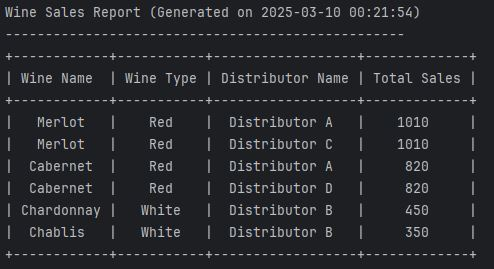 Wine Sales Report (Generated on 2025-03-10 00:21:54)
--------------------------------------------------
+------------+-----------+------------------+-------------+
| Wine Name | Wine Type | Distributor Name | Total Sales |
+------------+-----------+------------------+-------------+
| Merlot | Red | Distributor A | 1010 |
| Merlot | Red | Distributor C | 1010 |
| Cabernet | Red | Distributor A | 820 |
| Cabernet | Red | Distributor D | 820 |
| Chardonnay | White | Distributor B | 450 |
| Chablis | White | Distributor B | 350 |
+------------+-----------+------------------+-------------+